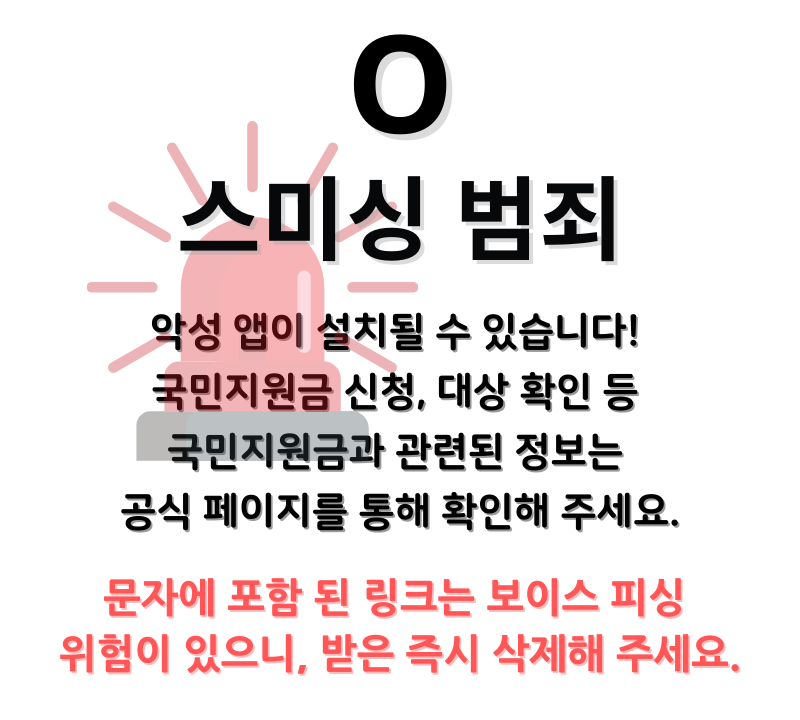 O
스미싱 범죄
악성 앱이 설치될 수 있습니다!
국민지원금 신청, 대상 확인 등
국민지원금과 관련된 정보는
공식 페이지를 통해 확인해 주세요.
문자에 포함 된 링크는 보이스 피싱
위험이 있으니, 받은 즉시 삭제해 주세요.